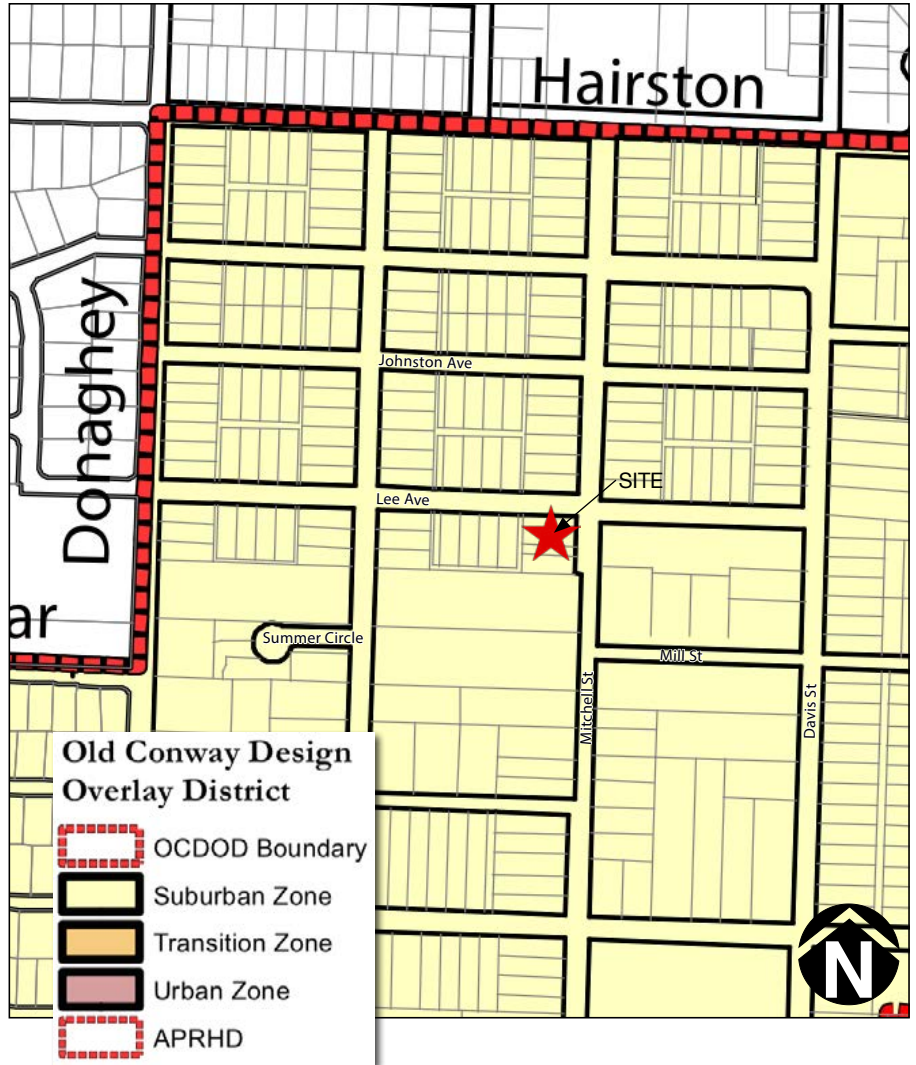 Hairston
Donaghey
Johnston Ave
Lee Ave
SITE
ar
Summer Circle
Mill St
Mitchell St
Davis St
Old Conway Design
Overlay District
OCDOD Boundary
Suburban Zone
Transition Zone
Urban Zone
APRHD
N